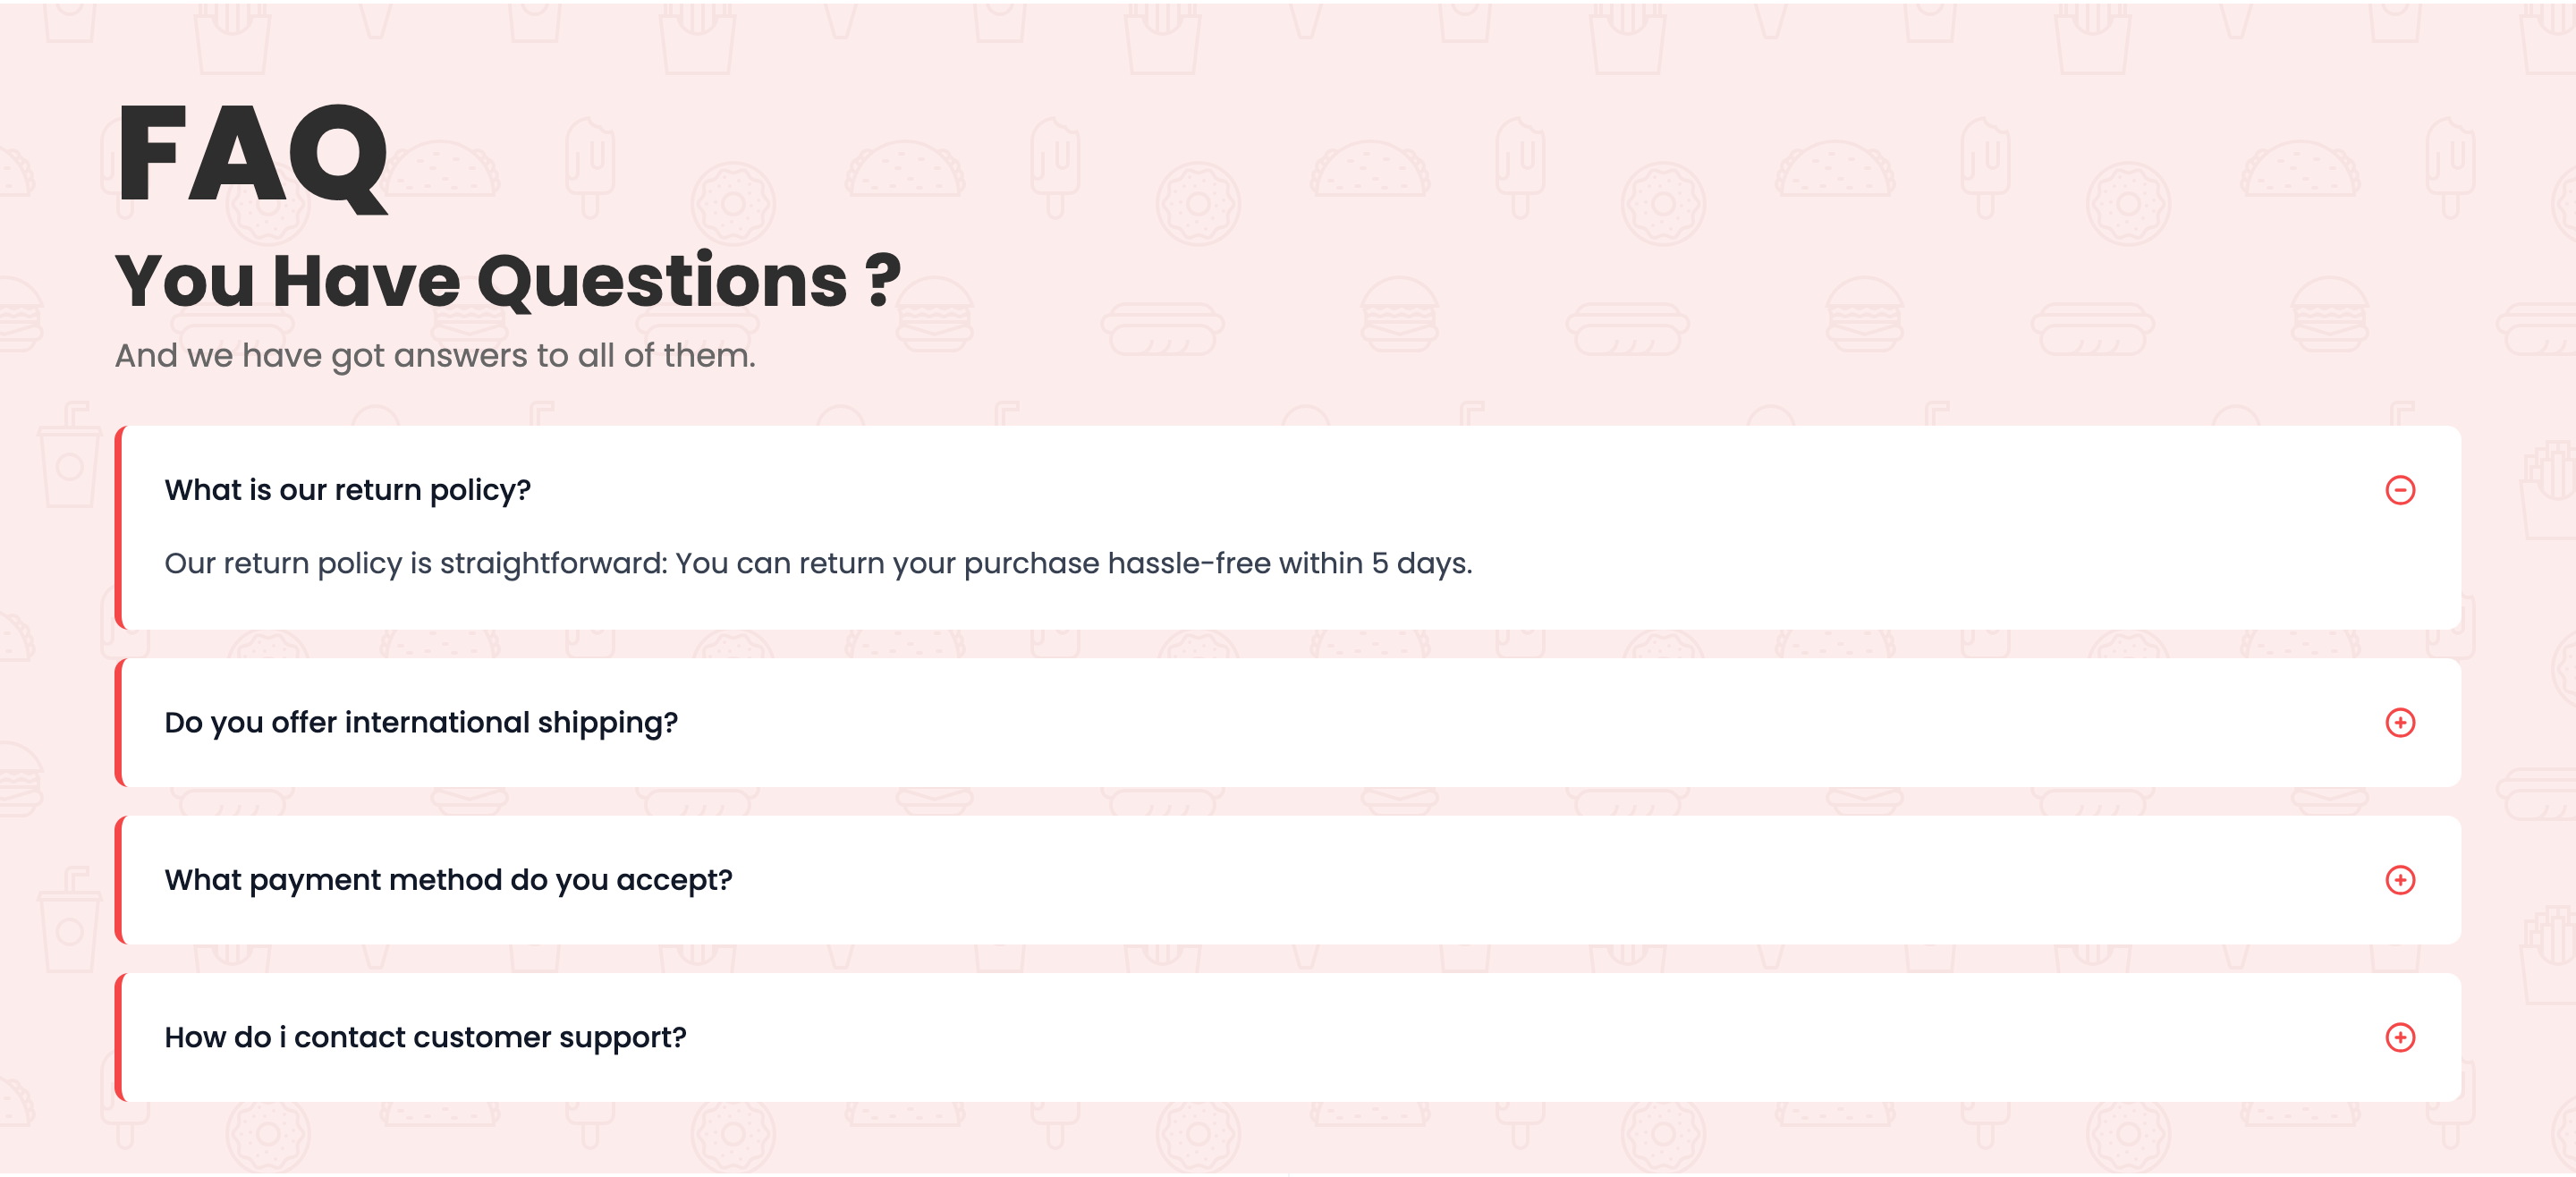 FAQ
You Have Questions ?
And we have got answers to all of them.
What is our return policy?
Our return policy is straightforward: You can return your purchase hassle-free within 5 days.
Do you offer international shipping?
What payment method do you accept?
How do i contact customer support?